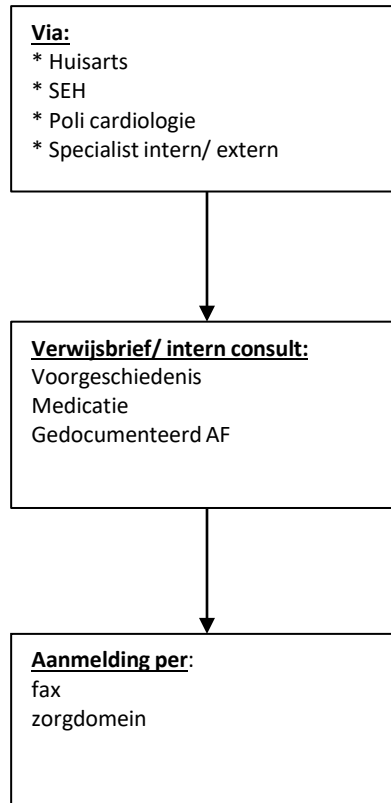 Via:
* Huisarts
* SEH
* Poli cardiologie
* Specialist intern/ extern
Verwijsbrief/ intern consult:
Voorgeschiedenis
Medicatie
Gedocumenteerd AF
Aanmelding per:
fax
zorgdomein